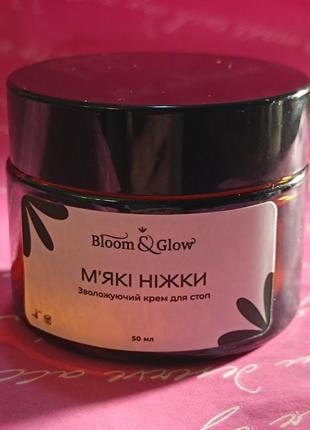 Bloom & Glow
М'ЯКІ НІЖКИ
Зволожуючий крем для стоп
50 мл